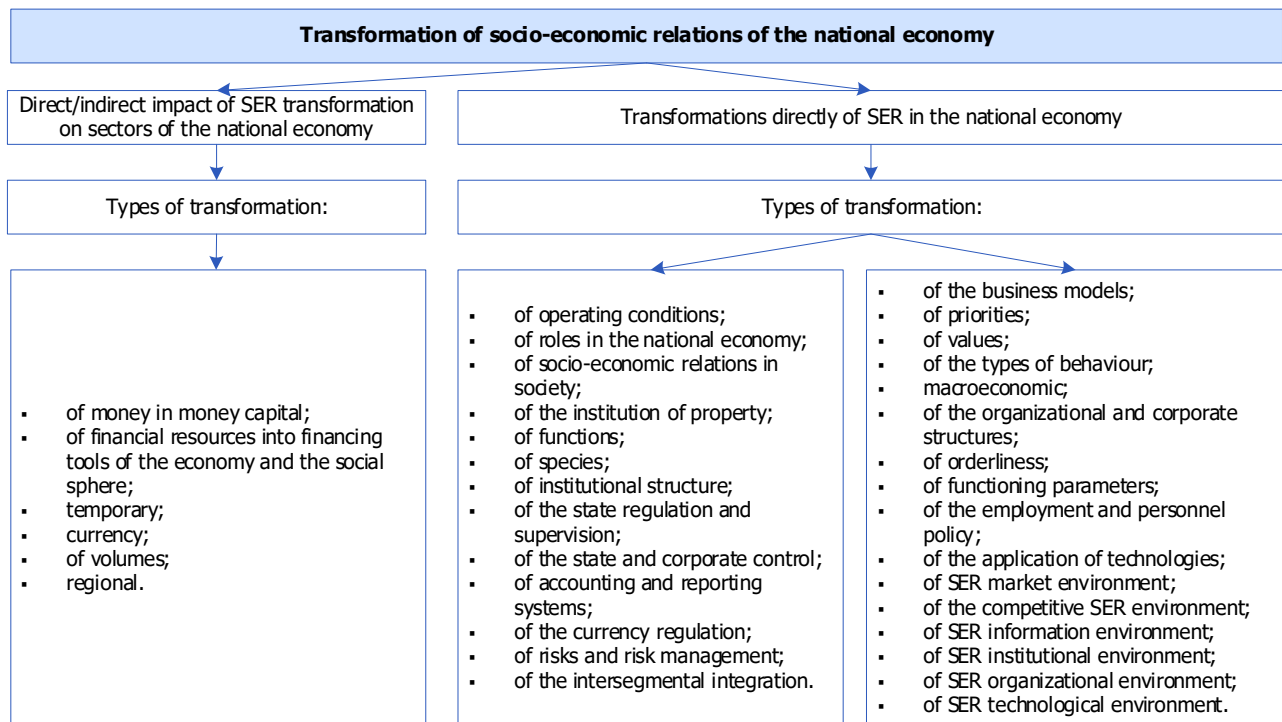 Transformation of socio-economic relations of the national economy
Direct/indirect impact of SER transformation
on sectors of the national economy
Transformations directly of SER in the national economy
Types of transformation:
Types of transformation:
▪ of money in money capital;
▪ of financial resources into financing
tools of the economy and the social
sphere;
▪ temporary;
▪ currency;
▪ of volumes;
▪ regional.
▪ of operating conditions;
▪ of roles in the national economy;
▪ of socio-economic relations in
society;
▪ of the institution of property;
▪ of functions;
▪ of species;
▪ of institutional structure;
▪ of the state regulation and
supervision;
▪ of the state and corporate control;
▪ of accounting and reporting
systems;
▪ of the currency regulation;
▪ of risks and risk management;
▪ of the intersegmental integration.
▪ of the business models;
▪ of priorities;
▪ of values;
▪ of the types of behaviour;
▪ macroeconomic;
▪ of the organizational and corporate
structures;
▪ of orderliness;
▪ of functioning parameters;
▪ of the employment and personnel
policy;
▪ of the application of technologies;
▪ of SER market environment;
▪ of the competitive SER environment;
▪ of SER information environment;
▪ of SER institutional environment;
▪ of SER organizational environment;
▪ of SER technological environment.